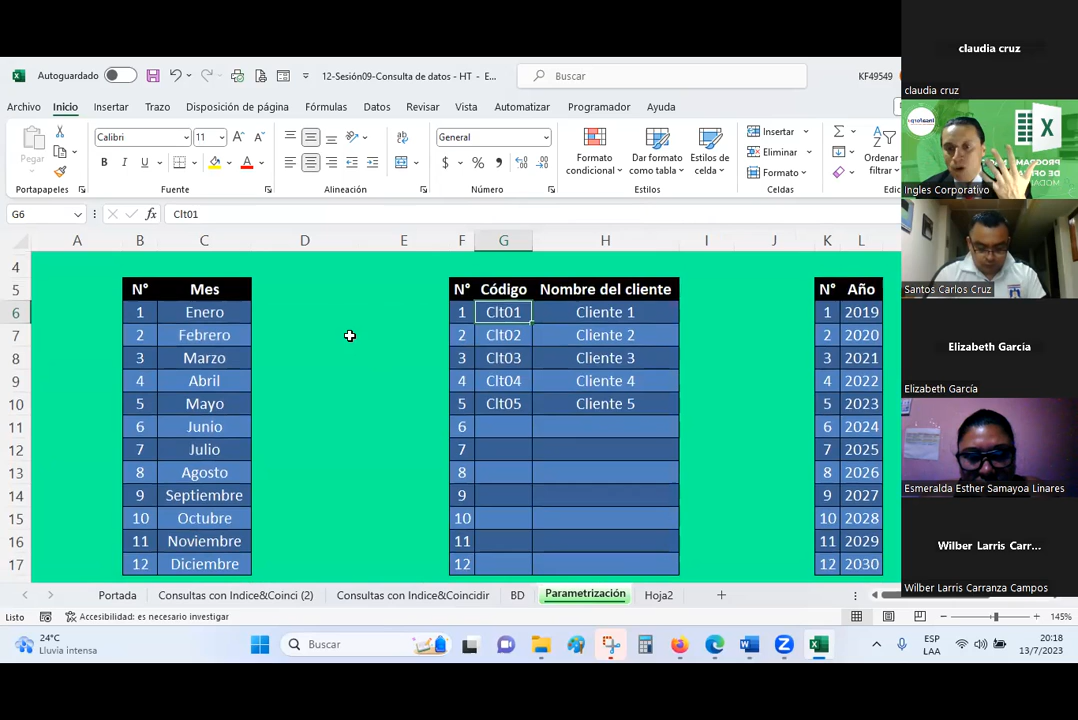 Autoguardado
12-Sesión09-Consulta de datos - HT - E...
Buscar
KF49549
Archivo Inicio Insertar Trazo Disposición de página Fórmulas Datos Revisar Vista Automatizar Programador Ayuda
Pegar
Calibri 11
N K S
General
$ % 000
Formato condicional
Dar formato como tabla
Estilos de celda
Insertar
Eliminar
Formato
Ordenar filtrar
Portapapeles Fuente Alineación Número Estilos Celdas
G6 fx Clt01
A B C D E F G H I J K L
4
5 N° Mes N° Código Nombre del cliente N° Año
6 1 Enero 1 Clt01 Cliente 1 1 2019
7 2 Febrero 2 Clt02 Cliente 2 2 2020
8 3 Marzo 3 Clt03 Cliente 3 3 2021
9 4 Abril 4 Clt04 Cliente 4 4 2022
10 5 Mayo 5 Clt05 Cliente 5 5 2023
11 6 Junio 6 6 2024
12 7 Julio 7 7 2025
13 8 Agosto 8 8 2026
14 9 Septiembre 9 9 2027
15 10 Octubre 10 10 2028
16 11 Noviembre 11 11 2029
17 12 Diciembre 12 12 2030
Portada Consultas con Indice&Coinci (2) Consultas con Indice&Coincidir BD Parametrización Hoja2
Listo Accesibilidad: es necesario investigar 145%
24°C
Lluvia intensa
Buscar
ESP
LAA
20:18
13/7/2023
claudia cruz
claudia cruz
Ingles Corporativo
Santos Carlos Cruz
Elizabeth García
Elizabeth García
Esmeralda Esther Samayoa Linares
Wilber Larris Carr...
Wilber Larris Carranza Campos